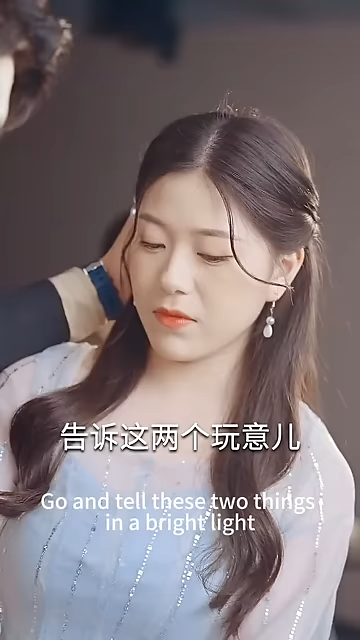 告诉这两个玩意儿
Go and tell these two things
in a bright light